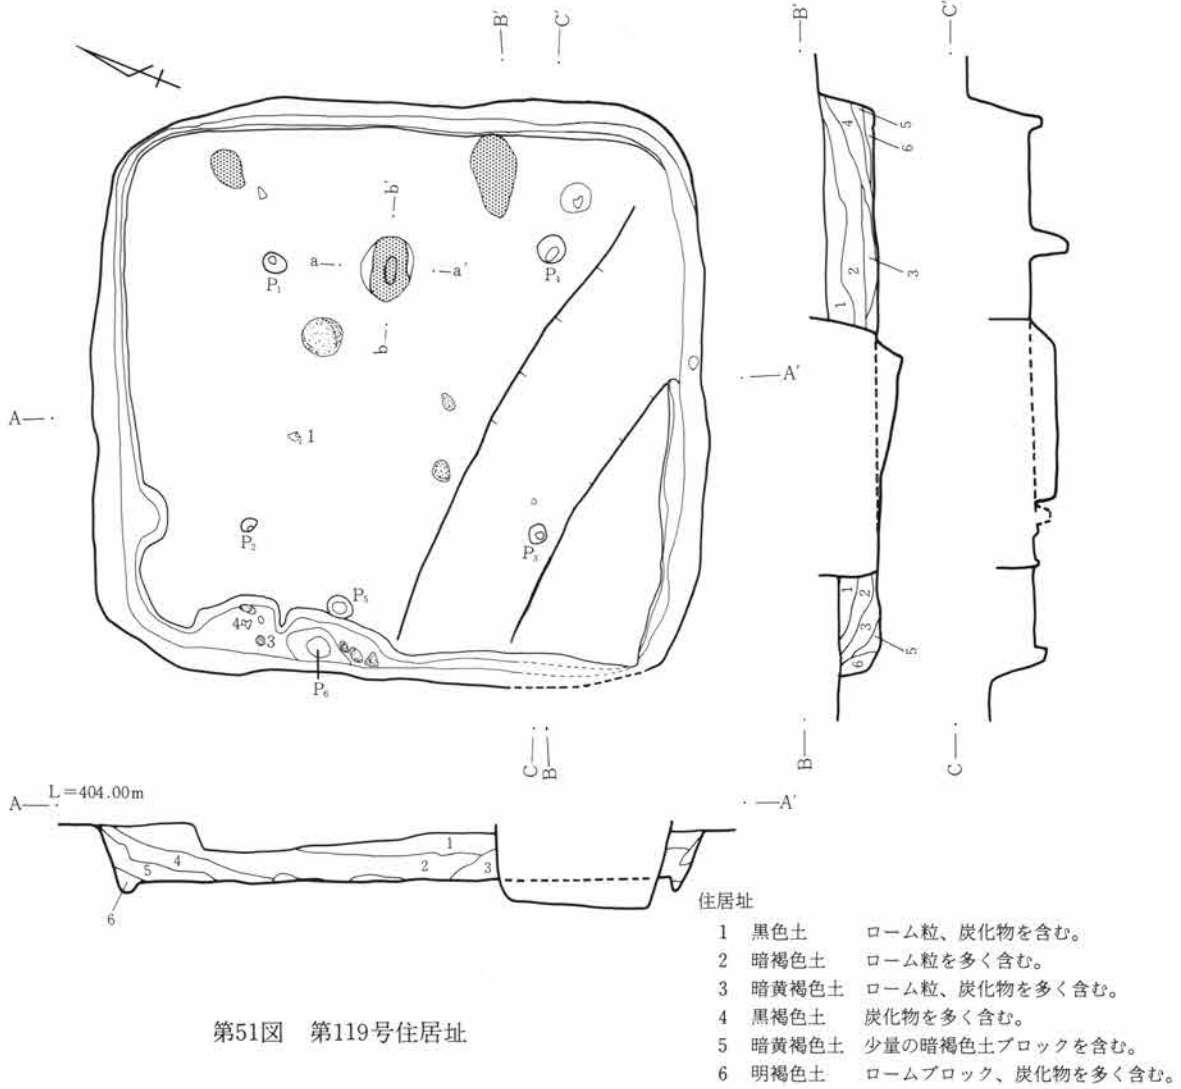 B' C'
B' C'
4 5
6
b'
a a'
P₁ P₄
2 3
1
b
A A'
1
P₂ P₃
P₅
4 3
P₆
1 2
3 5
6
C B
B C
L=404.00m
A A'
1
4 2 3
5
6
住居址
1 黒色土 ローム粒、炭化物を含む。
2 暗褐色土 ローム粒を多く含む。
3 暗黄褐色土 ローム粒、炭化物を多く含む。
4 黒褐色土 炭化物を多く含む。
5 暗黄褐色土 少量の暗褐色土ブロックを含む。
6 明褐色土 ロームブロック、炭化物を多く含む。
第51図 第119号住居址